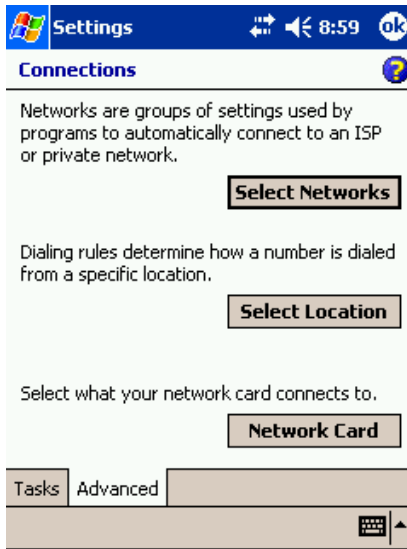 Settings 8:59 ok
Connections
Networks are groups of settings used by
programs to automatically connect to an ISP
or private network.
Select Networks
Dialing rules determine how a number is dialed
from a specific location.
Select Location
Select what your network card connects to.
Network Card
Tasks Advanced